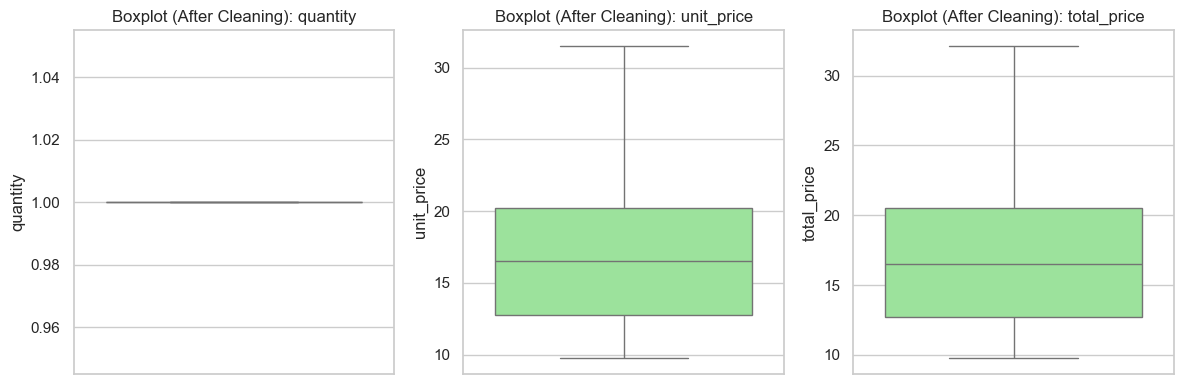 Boxplot (After Cleaning): quantity
1.04
1.02
1.00
0.98
0.96
quantity
Boxplot (After Cleaning): unit_price
30
25
20
15
10
unit_price
Boxplot (After Cleaning): total_price
30
25
20
15
10
total_price